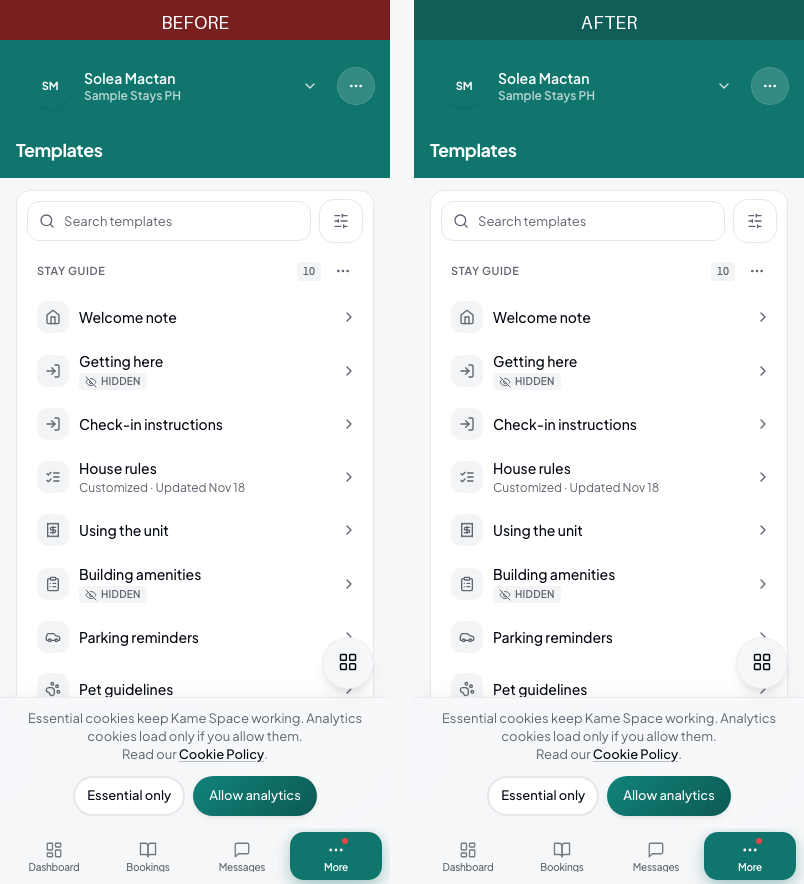 BEFORE
SM
Solea Mactan
Sample Stays PH
Templates
Search templates
STAY GUIDE 10
Welcome note
Getting here
HIDDEN
Check-in instructions
House rules
Customized · Updated Nov 18
Using the unit
Building amenities
HIDDEN
Parking reminders
Pet guidelines
Essential cookies keep Kame Space working. Analytics
cookies load only if you allow them.
Read our Cookie Policy.
Essential only Allow analytics
Dashboard Bookings Messages More
AFTER
SM
Solea Mactan
Sample Stays PH
Templates
Search templates
STAY GUIDE 10
Welcome note
Getting here
HIDDEN
Check-in instructions
House rules
Customized · Updated Nov 18
Using the unit
Building amenities
HIDDEN
Parking reminders
Pet guidelines
Essential cookies keep Kame Space working. Analytics
cookies load only if you allow them.
Read our Cookie Policy.
Essential only Allow analytics
Dashboard Bookings Messages More